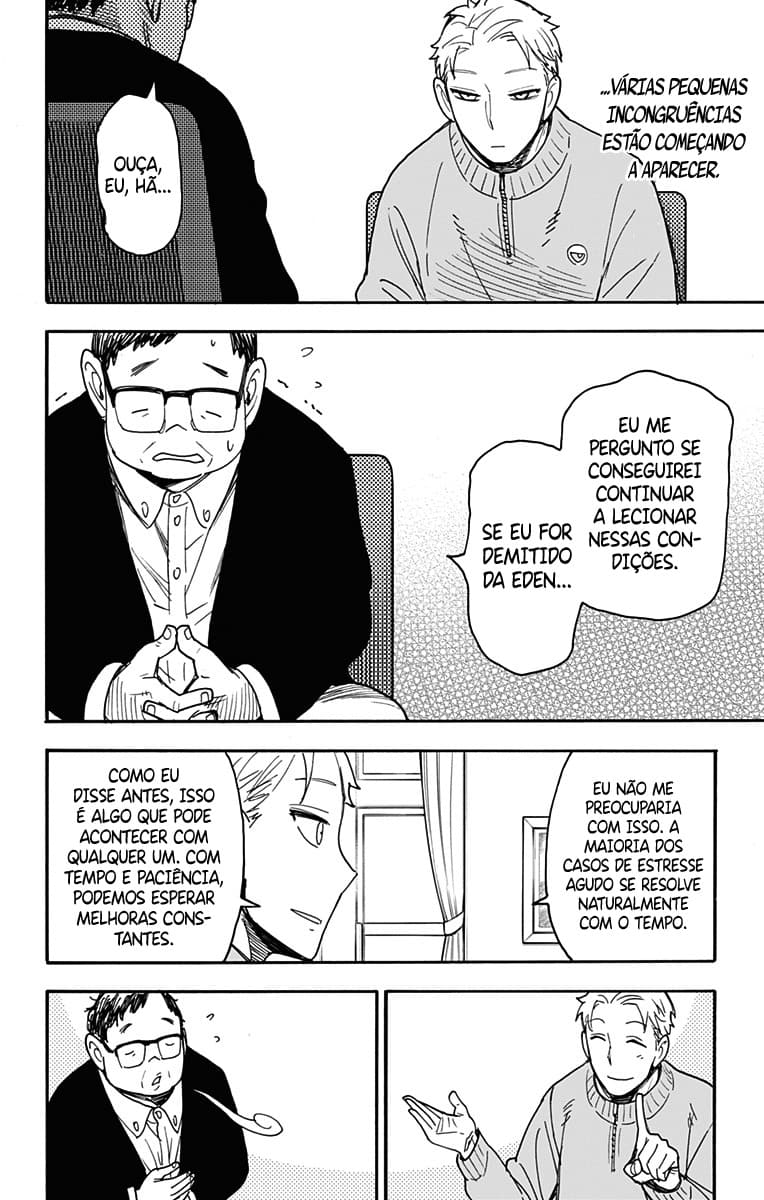 ...VÁRIAS PEQUENAS
INCONGRUÊNCIAS
ESTÃO COMEÇANDO
A APARECER.
OUÇA,
EU, HÃ...
EU ME
PERGUNTO SE
CONSEGUIREI
CONTINUAR
A LECIONAR
NESSAS CON-
DIÇÕES.
SE EU FOR
DEMITIDO
DA EDEN...
EU NÃO ME
PREOCUPARIA
COM ISSO. A
MAIORIA DOS
CASOS DE ESTRESSE
AGUDO SE RESOLVE
NATURALMENTE
COM O TEMPO.
COMO EU
DISSE ANTES, ISSO
É ALGO QUE PODE
ACONTECER COM
QUALQUER UM. COM
TEMPO E PACIÊNCIA,
PODEMOS ESPERAR
MELHORAS CONS-
TANTES.